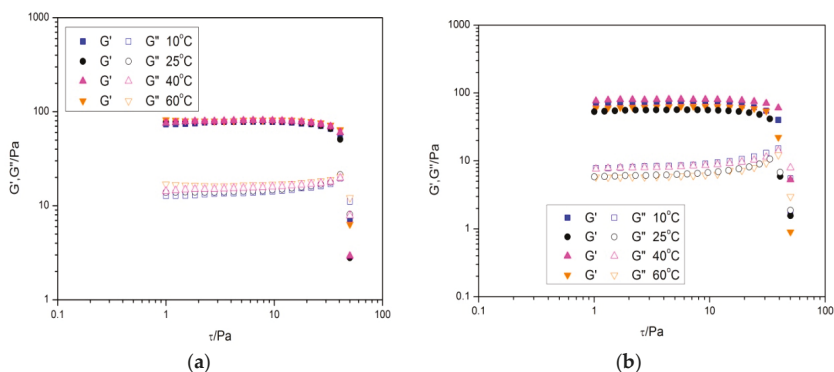 1000
G' G" 10°C
G' G" 25°C
G' G" 40°C
G' G" 60°C
100
10
1
0.1 1 10 100
G',G''/Pa
τ/Pa
(a)
1000
100
10
1
0.1
G' G" 10°C
G' G" 25°C
G' G" 40°C
G' G" 60°C
0.1 1 10 100
G',G''/Pa
τ/Pa
(b)